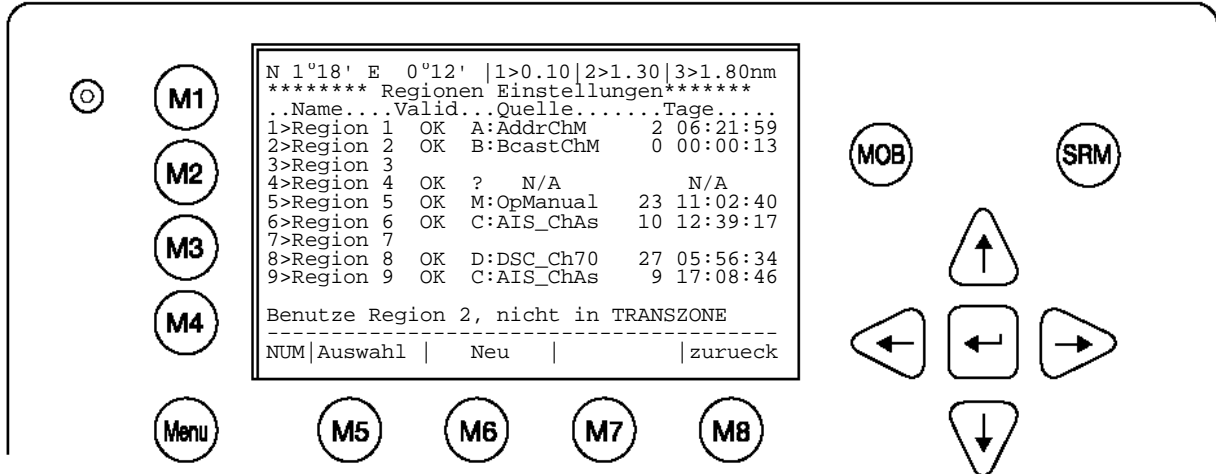 N 1°18' E  0°12' |1>0.10|2>1.30|3>1.80nm
******** Regionen Einstellungen*******
..Name....Valid...Quelle.......Tage.....
1>Region 1  OK  A:AddrChM    2 06:21:59
2>Region 2  OK  B:BcastChM   0 00:00:13
3>Region 3
4>Region 4  OK  ?  N/A         N/A
5>Region 5  OK  M:OpManual  23 11:02:40
6>Region 6  OK  C:AIS_ChAs  10 12:39:17
7>Region 7
8>Region 8  OK  D:DSC_Ch70  27 05:56:34
9>Region 9  OK  C:AIS_ChAs   9 17:08:46
Benutze Region 2, nicht in TRANSZONE
----------------------------------------
NUM|Auswahl |  Neu   |       |zurueck
M1
M2
M3
M4
Menu
M5
M6
M7
M8
MOB
SRM